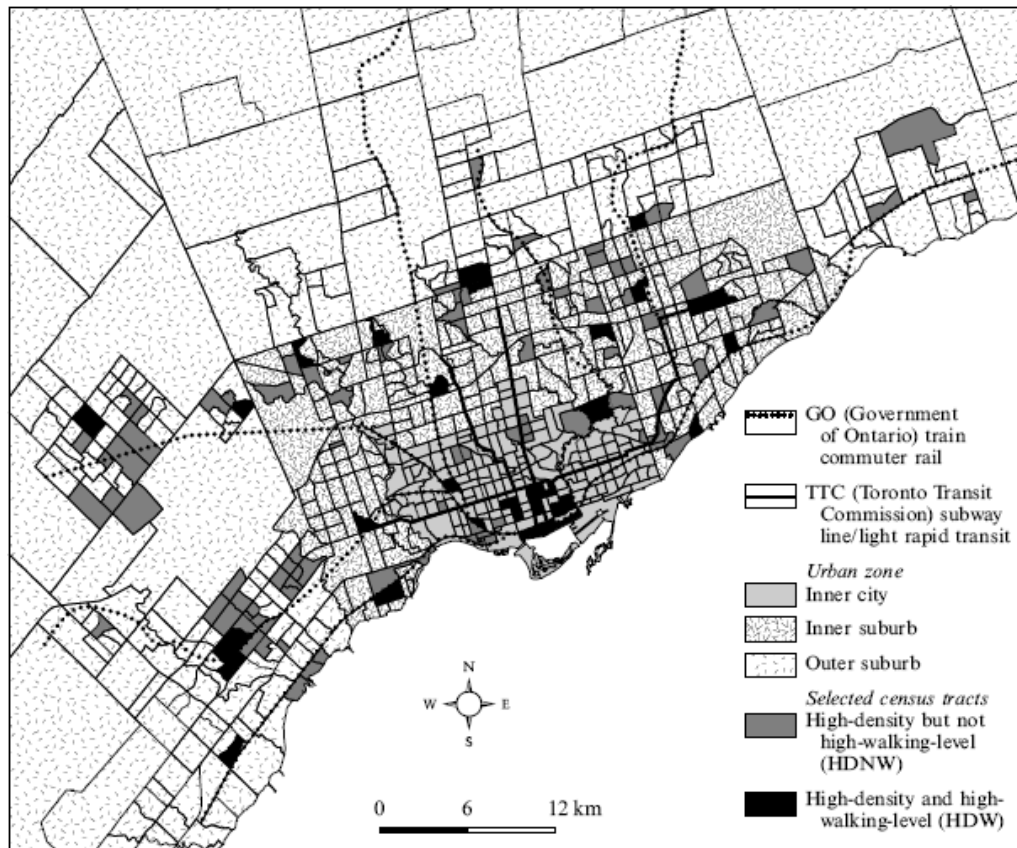 GO (Government
of Ontario) train
commuter rail
TTC (Toronto Transit
Commission) subway
line/light rapid transit
Urban zone
Inner city
Inner suburb
Outer suburb
Selected census tracts
High-density but not
high-walking-level
(HDNW)
High-density and high-
walking-level (HDW)
N
W E
S
0 6 12 km